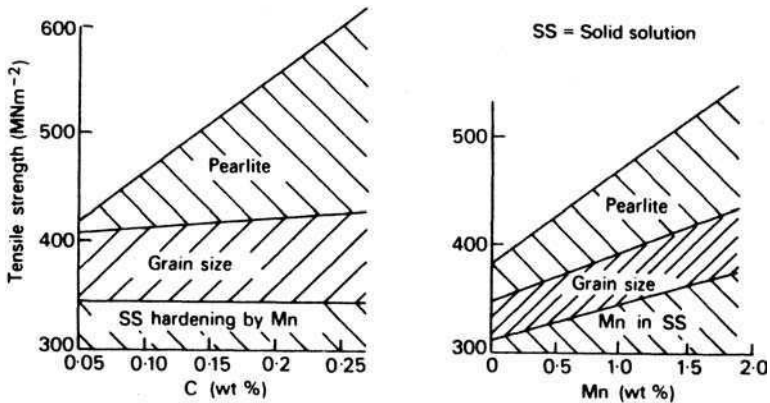 Tensile strength (MNm⁻²)
600
500
400
300
Pearlite
Grain size
SS hardening by Mn
0·05 0·10 0·15 0·20 0·25
C (wt %)
SS = Solid solution
500
400
300
Pearlite
Grain size
Mn in SS
0 0·5 1·0 1·5 2·0
Mn (wt %)